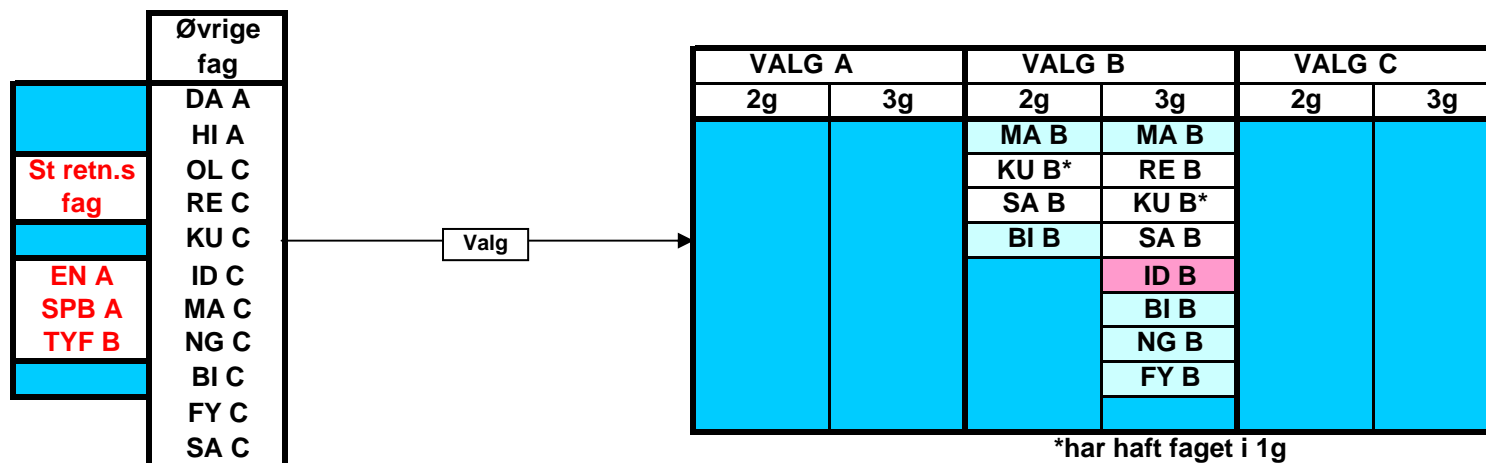 Øvrige
fag
DA A
HI A
St retn.s OL C
fag RE C
KU C
EN A ID C
SPB A MA C
TYF B NG C
BI C
FY C
SA C
Valg
VALG A VALG B VALG C
2g 3g 2g 3g 2g 3g
MA B MA B
KU B* RE B
SA B KU B*
BI B SA B
ID B
BI B
NG B
FY B
*har haft faget i 1g